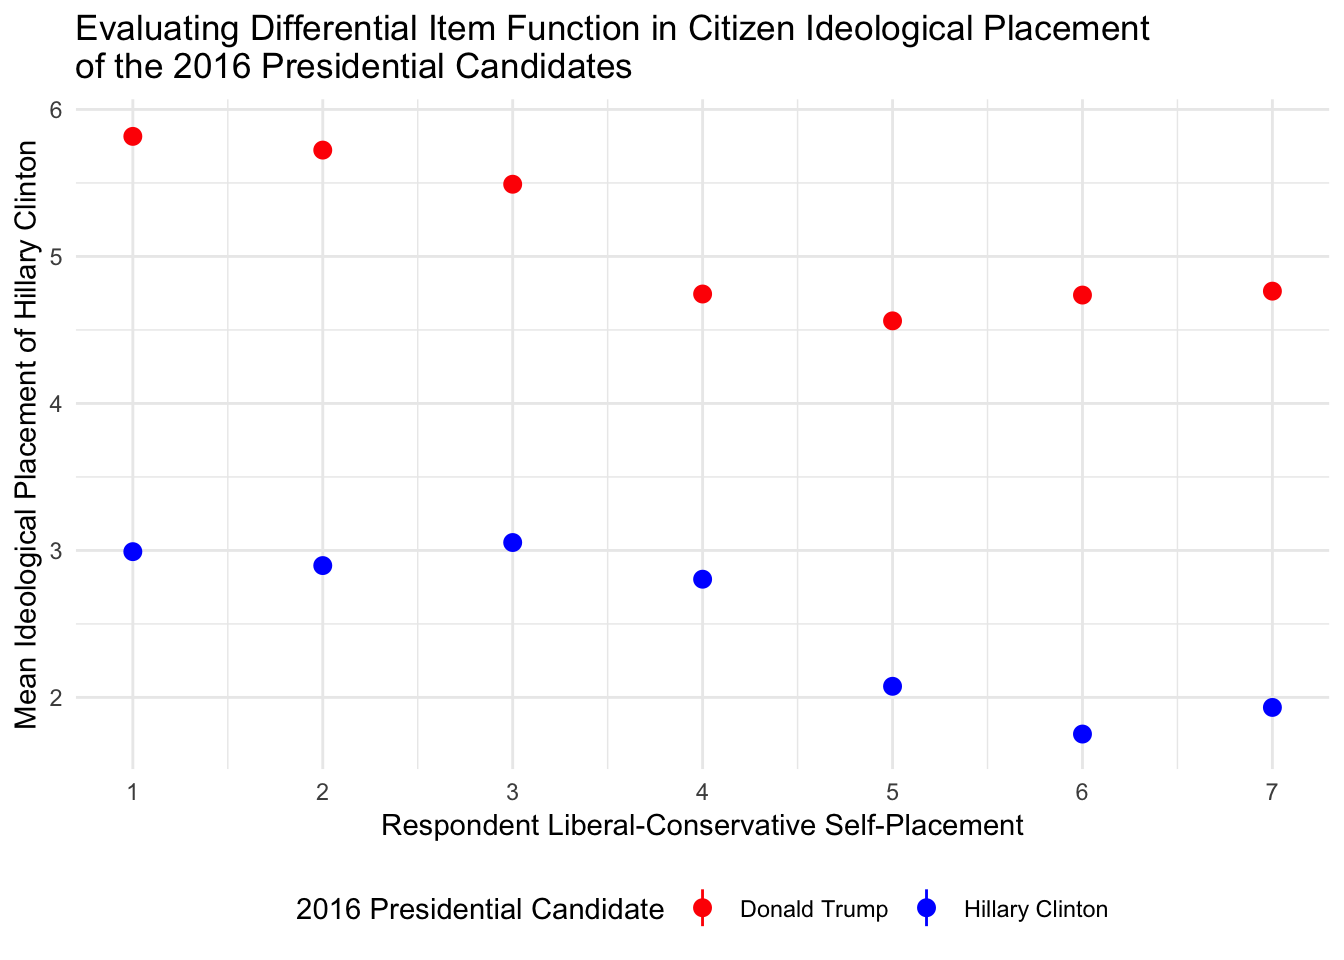 Evaluating Differential Item Function in Citizen Ideological Placement
of the 2016 Presidential Candidates
Mean Ideological Placement of Hillary Clinton
6
5
4
3
2
1 2 3 4 5 6 7
Respondent Liberal-Conservative Self-Placement
2016 Presidential Candidate Donald Trump Hillary Clinton